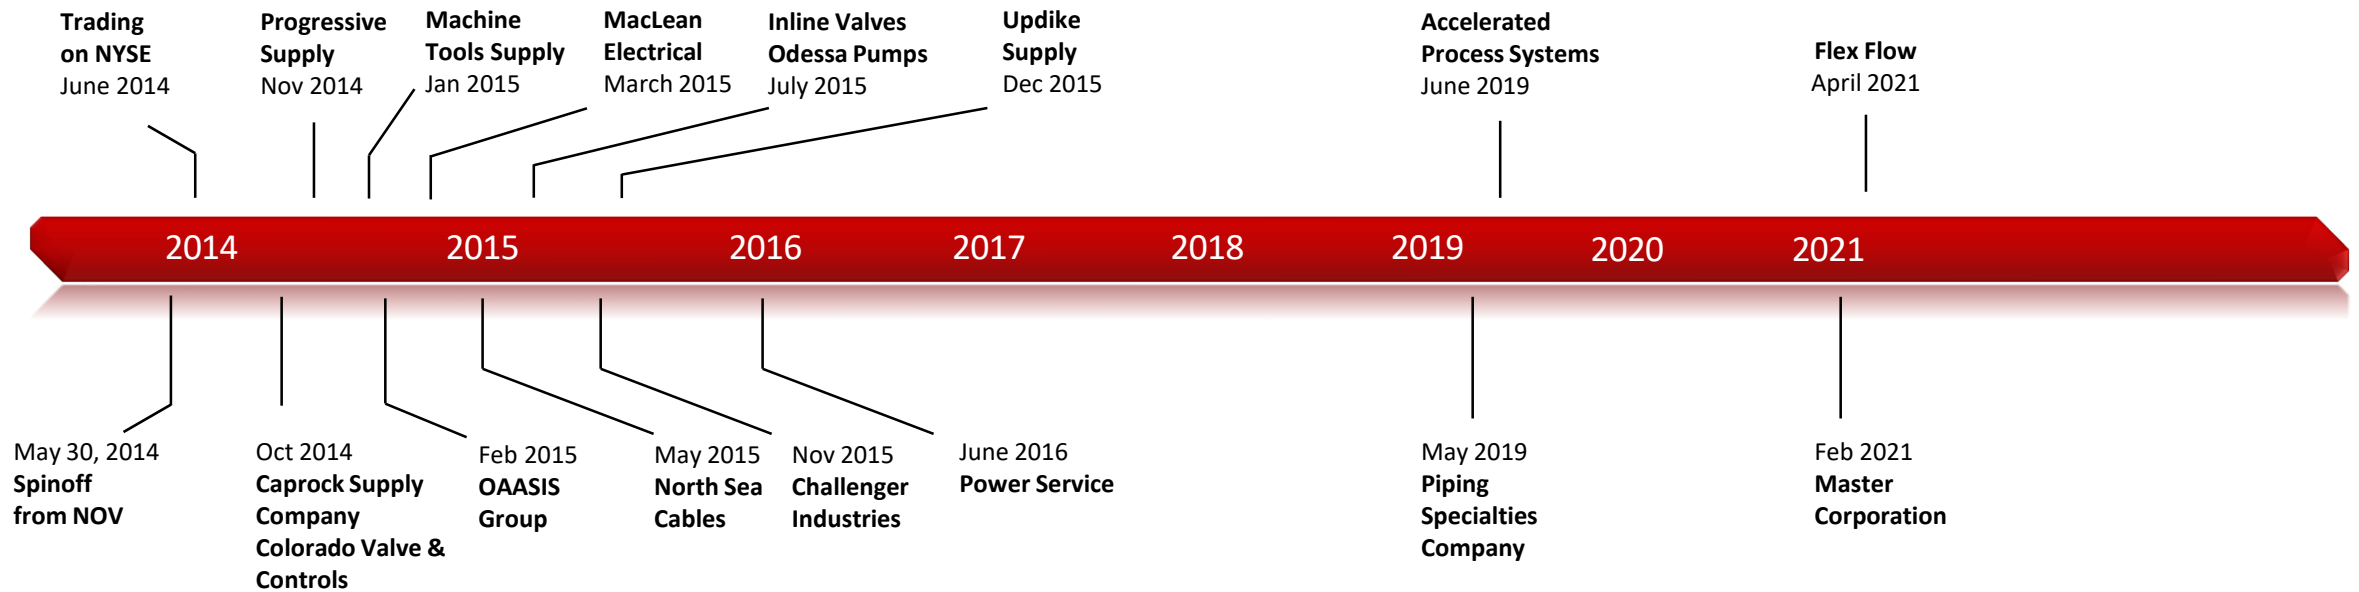 Trading
on NYSE
June 2014
Progressive
Supply
Nov 2014
Machine
Tools Supply
Jan 2015
MacLean
Electrical
March 2015
Inline Valves
Odessa Pumps
July 2015
Updike
Supply
Dec 2015
Accelerated
Process Systems
June 2019
Flex Flow
April 2021
2014
2015
2016
2017
2018
2019
2020
2021
May 30, 2014
Spinoff
from NOV
Oct 2014
Caprock Supply
Company
Colorado Valve &
Controls
Feb 2015
OAASIS
Group
May 2015
North Sea
Cables
Nov 2015
Challenger
Industries
June 2016
Power Service
May 2019
Piping
Specialties
Company
Feb 2021
Master
Corporation